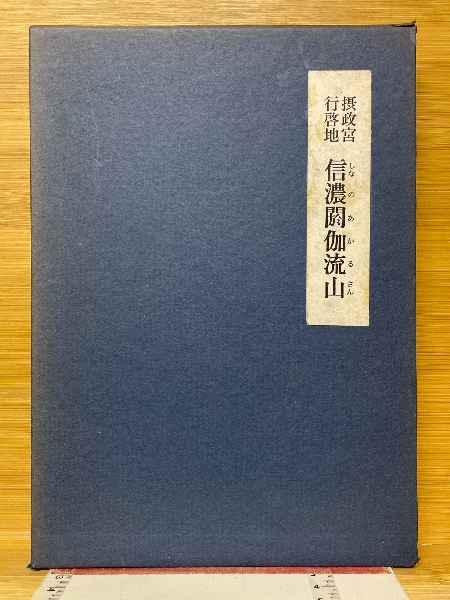 摂政宮
行啓地
信濃閼伽流山
しなのあかるさん